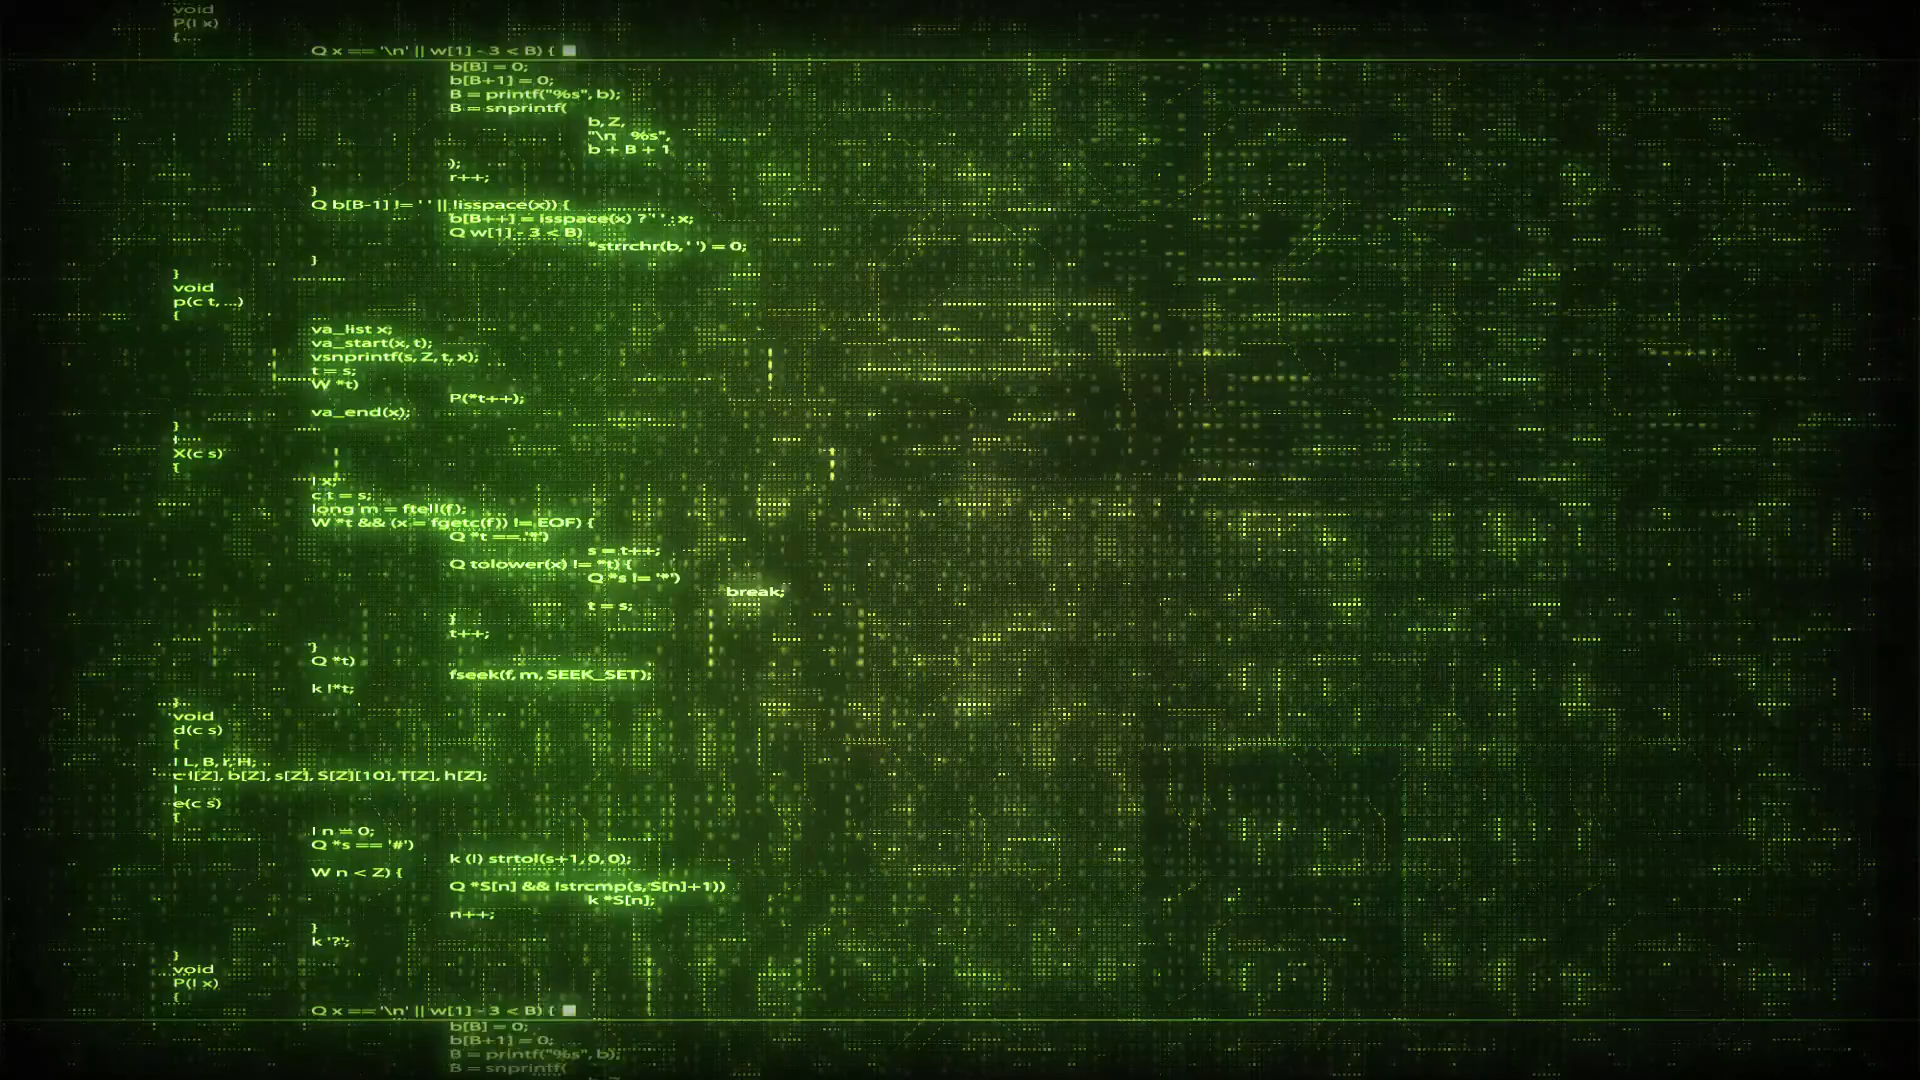 void
P(I x)
{
Q x == '\n' || w[1] - 3 < B) {
b[B] = 0;
b[B+1] = 0;
B = printf("%s", b);
B = snprintf(
b, Z,
"\n %s",
b + B + 1
);
r++;
}
Q b[B-1] != ' ' || !isspace(x)) {
b[B++] = isspace(x) ? ' ' : x;
Q w[1] - 3 < B)
*strrchr(b, ' ') = 0;
}
}
void
p(c t, ...)
{
va_list x;
va_start(x, t);
vsnprintf(s, Z, t, x);
t = s;
W *t)
P(*t++);
va_end(x);
}
I
X(c s)
{
I x;
c t = s;
long m = ftell(f);
W *t && (x = fgetc(f)) != EOF) {
Q *t == '*')
s = t++;
Q tolower(x) != *t) {
Q *s != '*')
break;
t = s;
}
t++;
}
Q *t)
fseek(f, m, SEEK_SET);
k !*t;
}
void
d(c s)
{
I L, B, r, H;
c I[Z], b[Z], s[Z], S[Z][10], T[Z], h[Z];
I
e(c s)
{
I n = 0;
Q *s == '#')
k (I) strtol(s+1, 0, 0);
W n < Z) {
Q *S[n] && !strcmp(s, S[n]+1))
k *S[n];
n++;
}
k '?';
}
void
P(I x)
{
Q x == '\n' || w[1] - 3 < B) {
b[B] = 0;
b[B+1] = 0;
B = printf("%s", b);
B = snprintf(